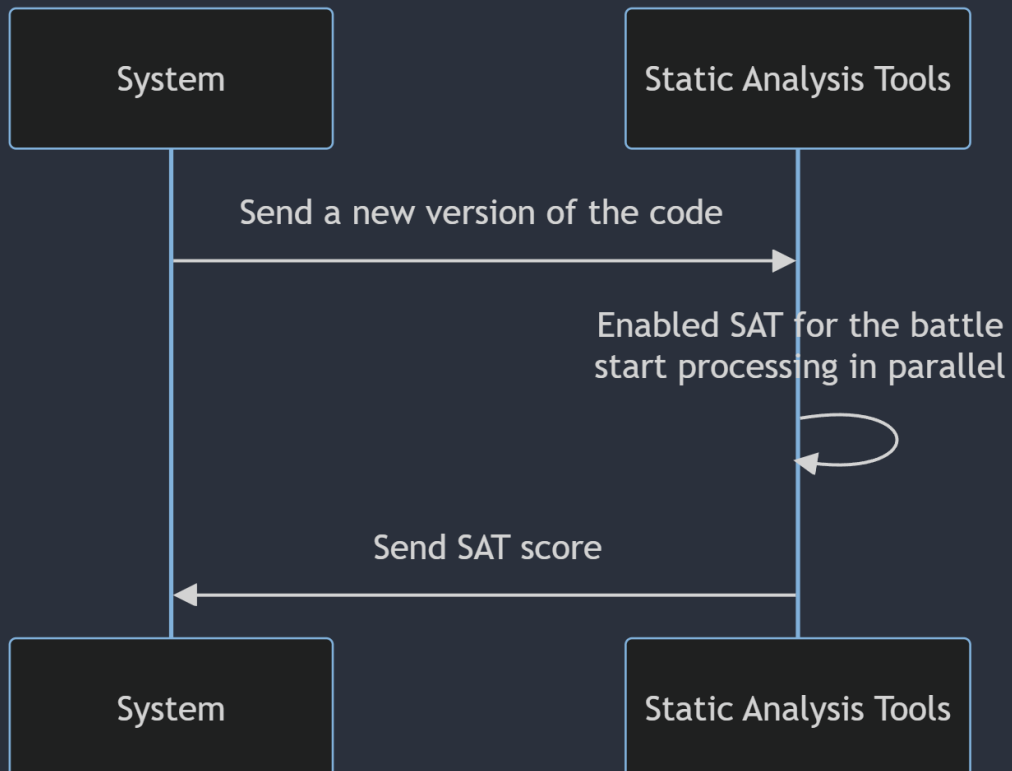 System
Static Analysis Tools
Send a new version of the code
Enabled SAT for the battle
start processing in parallel
Send SAT score
System
Static Analysis Tools